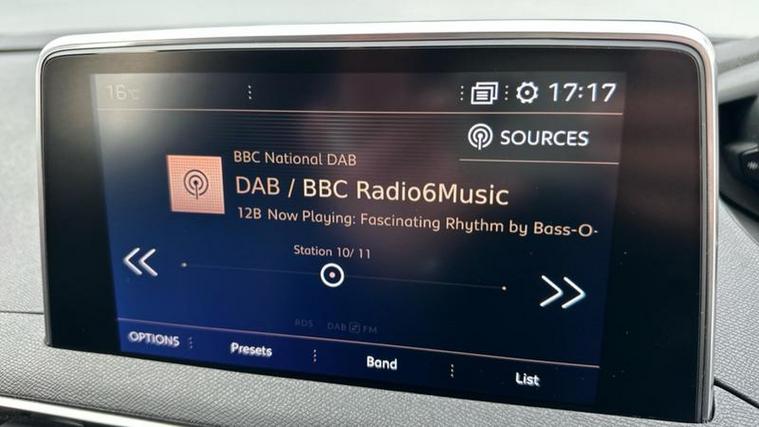 16°C
17:17
SOURCES
BBC National DAB
DAB / BBC Radio6Music
12B Now Playing: Fascinating Rhythm by Bass-O-
Station 10/ 11
RDS DAB FM
OPTIONS Presets Band List